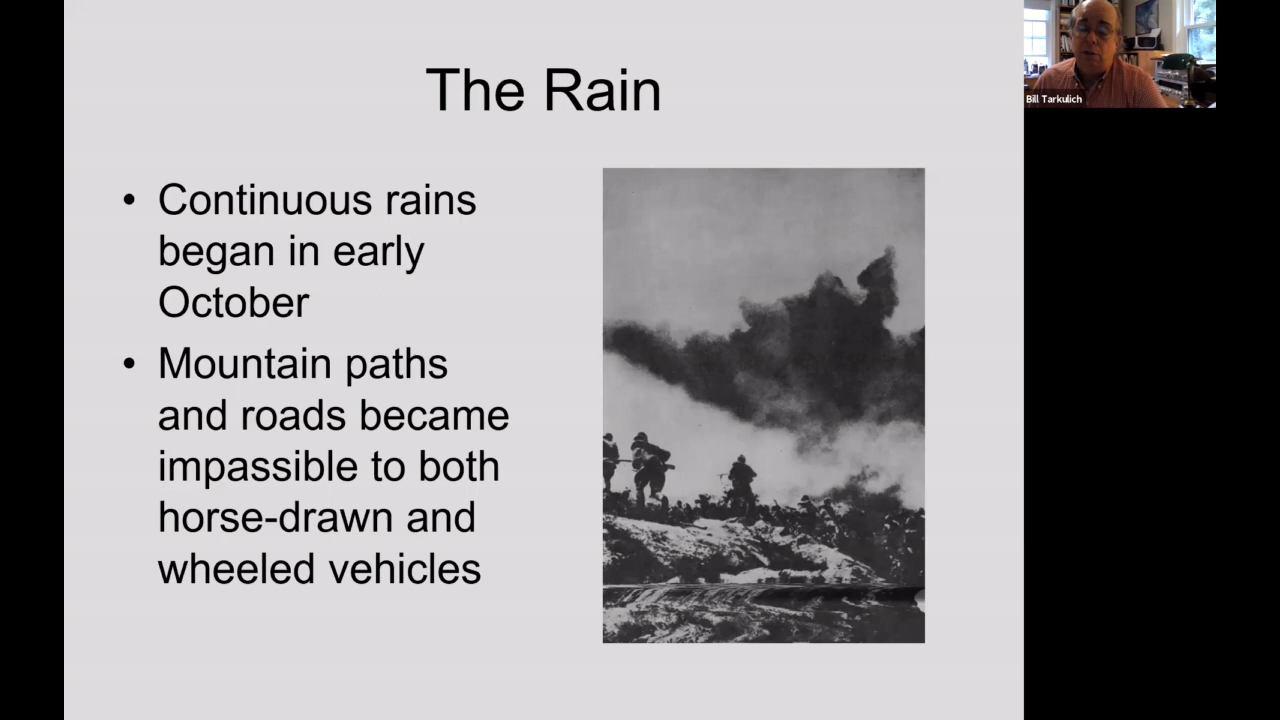 The Rain
• Continuous rains
began in early
October
• Mountain paths
and roads became
impassible to both
horse-drawn and
wheeled vehicles
Bill Tarkulich